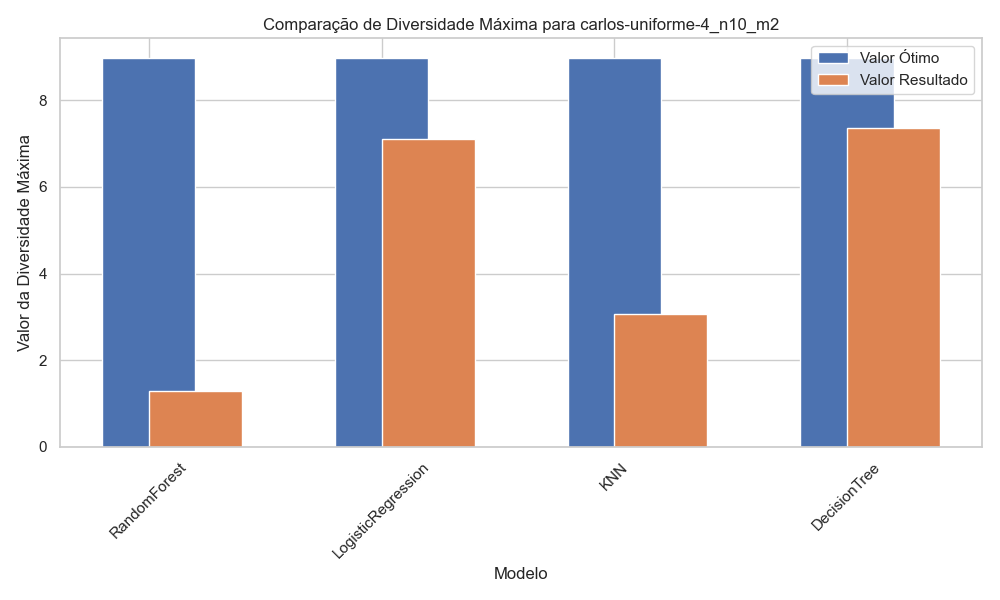 Comparação de Diversidade Máxima para carlos-uniforme-4_n10_m2
Valor Ótimo
Valor Resultado
Valor da Diversidade Máxima
8
6
4
2
0
RandomForest
LogisticRegression
KNN
DecisionTree
Modelo